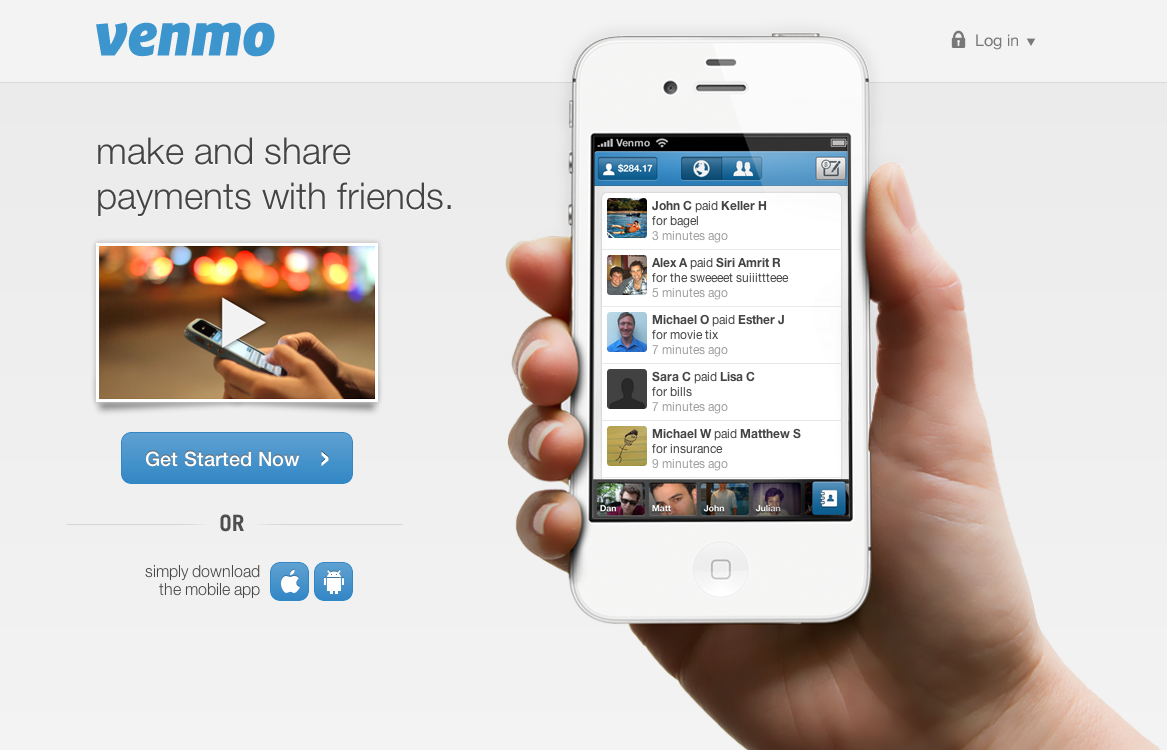 venmo
Log in ▼
make and share
payments with friends.
Get Started Now
OR
simply download
the mobile app
Venmo
$284.17
John C paid Keller H
for bagel
3 minutes ago
Alex A paid Siri Amrit R
for the sweeeet suiiittteee
5 minutes ago
Michael O paid Esther J
for movie tix
7 minutes ago
Sara C paid Lisa C
for bills
7 minutes ago
Michael W paid Matthew S
for insurance
9 minutes ago
Dan
Matt
John
Julian